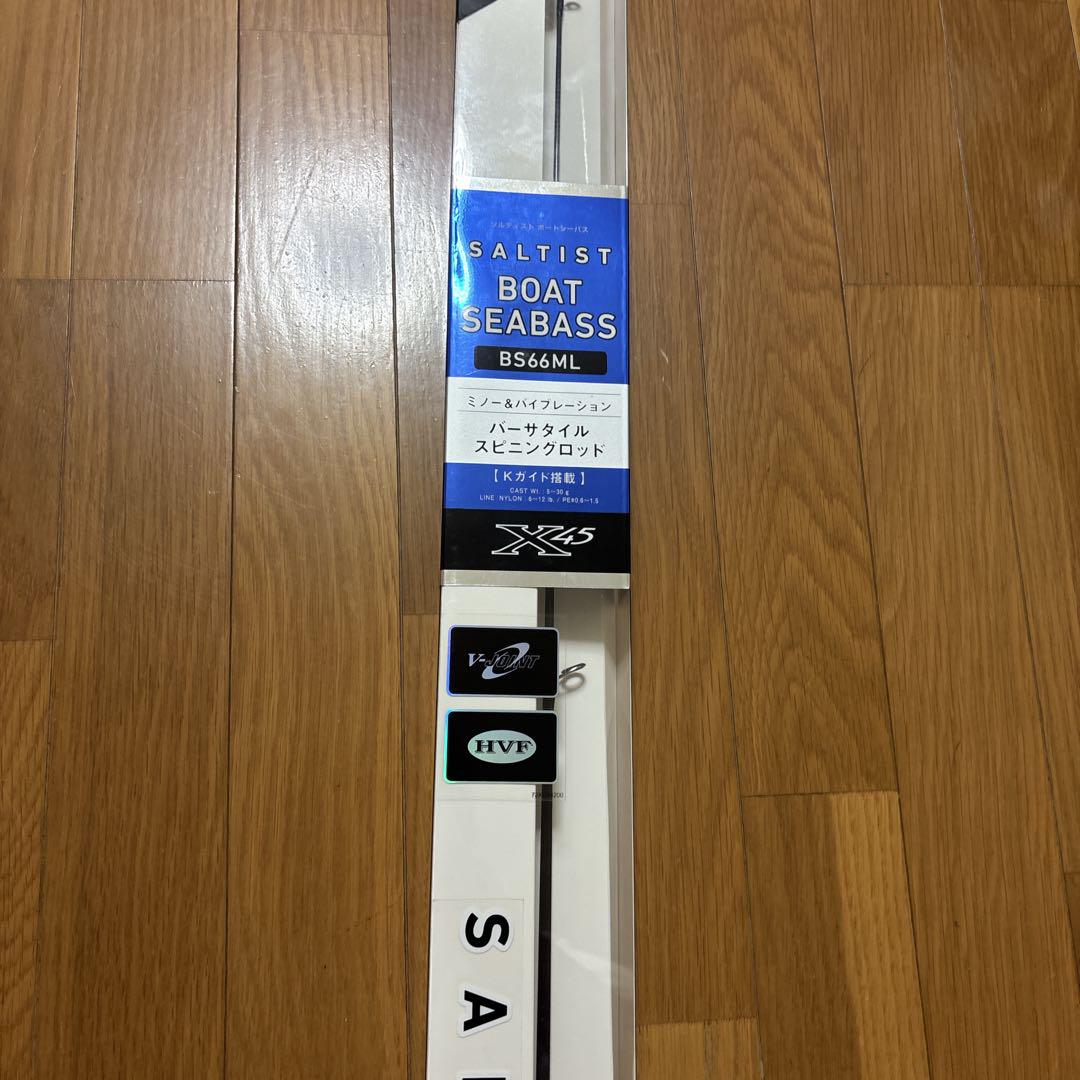 ソルティスト ボートシーバス
SALTIST
BOAT
SEABASS
BS66ML
ミノー＆バイブレーション
バーサタイル
スピニングロッド
【Kガイド搭載】
CAST Wt. : 5〜30 g
LINE NYLON : 6〜12 lb. / PE#0.6〜1.5
X45
V-JOINT
HVF
S A